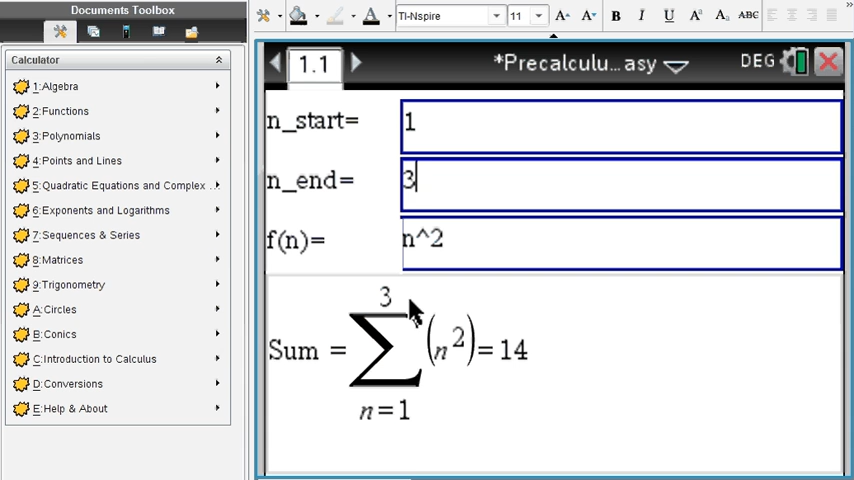 Documents Toolbox
Calculator
1:Algebra
2:Functions
3:Polynomials
4:Points and Lines
5:Quadratic Equations and Complex ...
6:Exponents and Logarithms
7:Sequences & Series
8:Matrices
9:Trigonometry
A:Circles
B:Conics
C:Introduction to Calculus
D:Conversions
E:Help & About
A TI-Nspire 11 A A B I U A A ABC
1.1 *Precalculu...asy DEG
n_start= 1
n_end= 3
f(n)= n^2
3
Sum = ∑ (n²) = 14
n=1